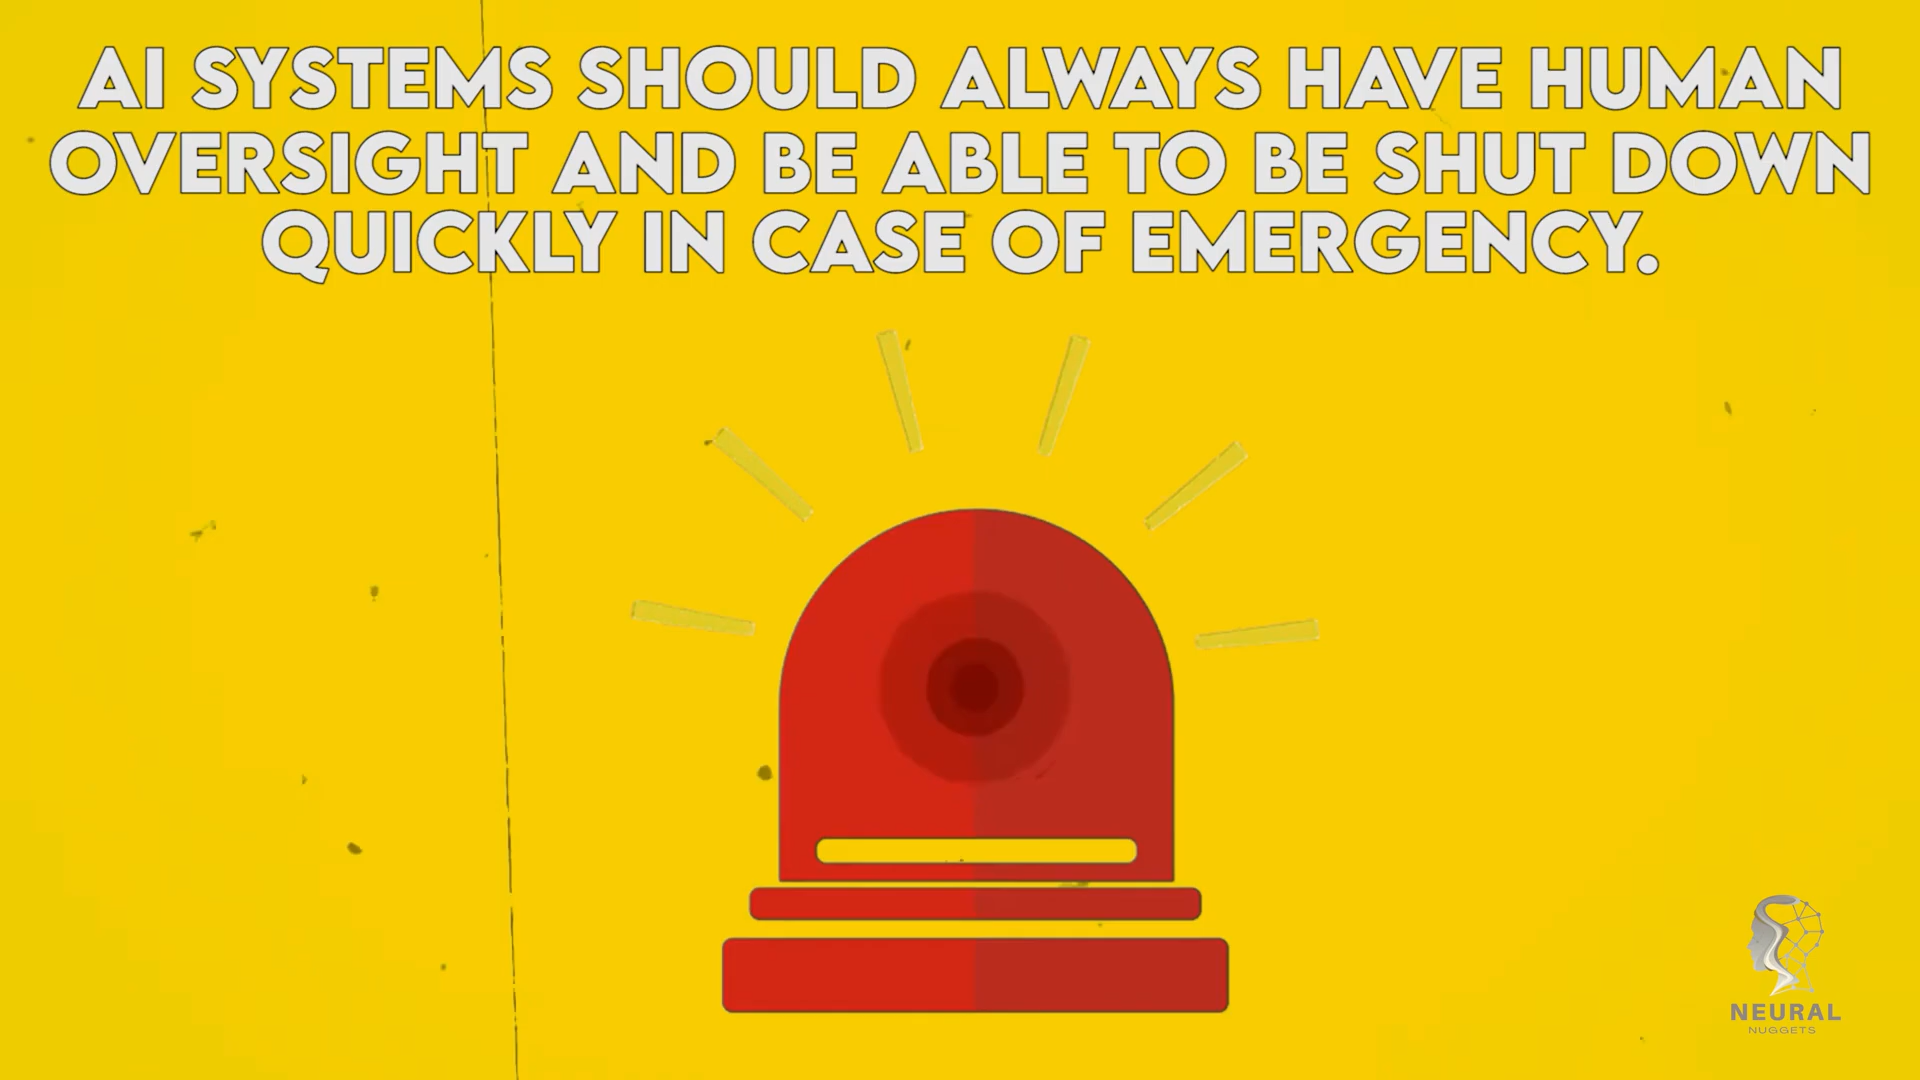 AI SYSTEMS SHOULD ALWAYS HAVE HUMAN
OVERSIGHT AND BE ABLE TO BE SHUT DOWN
QUICKLY IN CASE OF EMERGENCY.
NEURAL
NUGGETS